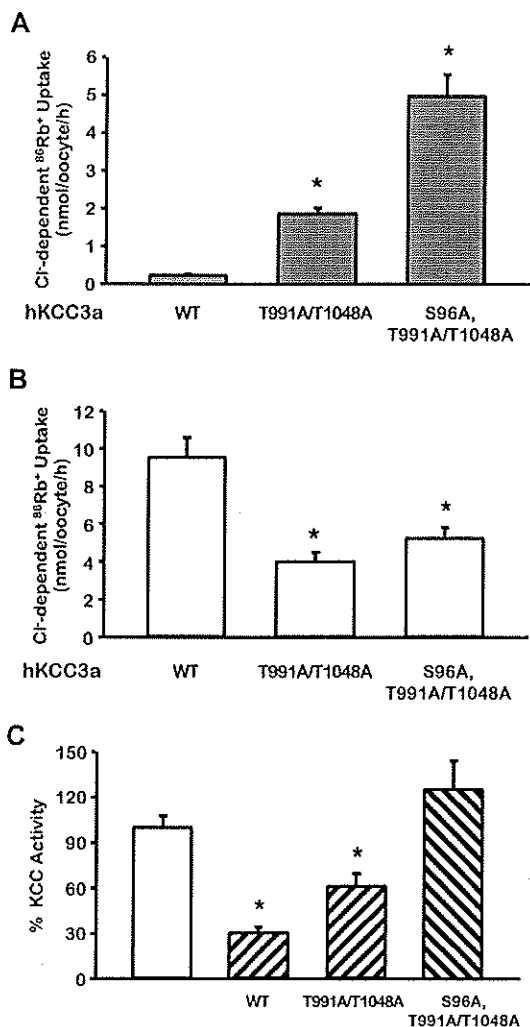 A
Cl⁻-dependent ⁸⁶Rb⁺ Uptake
(nmol/oocyte/h)
6
5
4
3
2
1
0
*
*
hKCC3a
WT
T991A/T1048A
S96A,
T991A/T1048A
B
Cl⁻-dependent ⁸⁶Rb⁺ Uptake
(nmol/oocyte/h)
12
10
8
6
4
2
0
*
*
hKCC3a
WT
T991A/T1048A
S96A,
T991A/T1048A
C
% KCC Activity
150
120
90
60
30
0
*
*
WT
T991A/T1048A
S96A,
T991A/T1048A